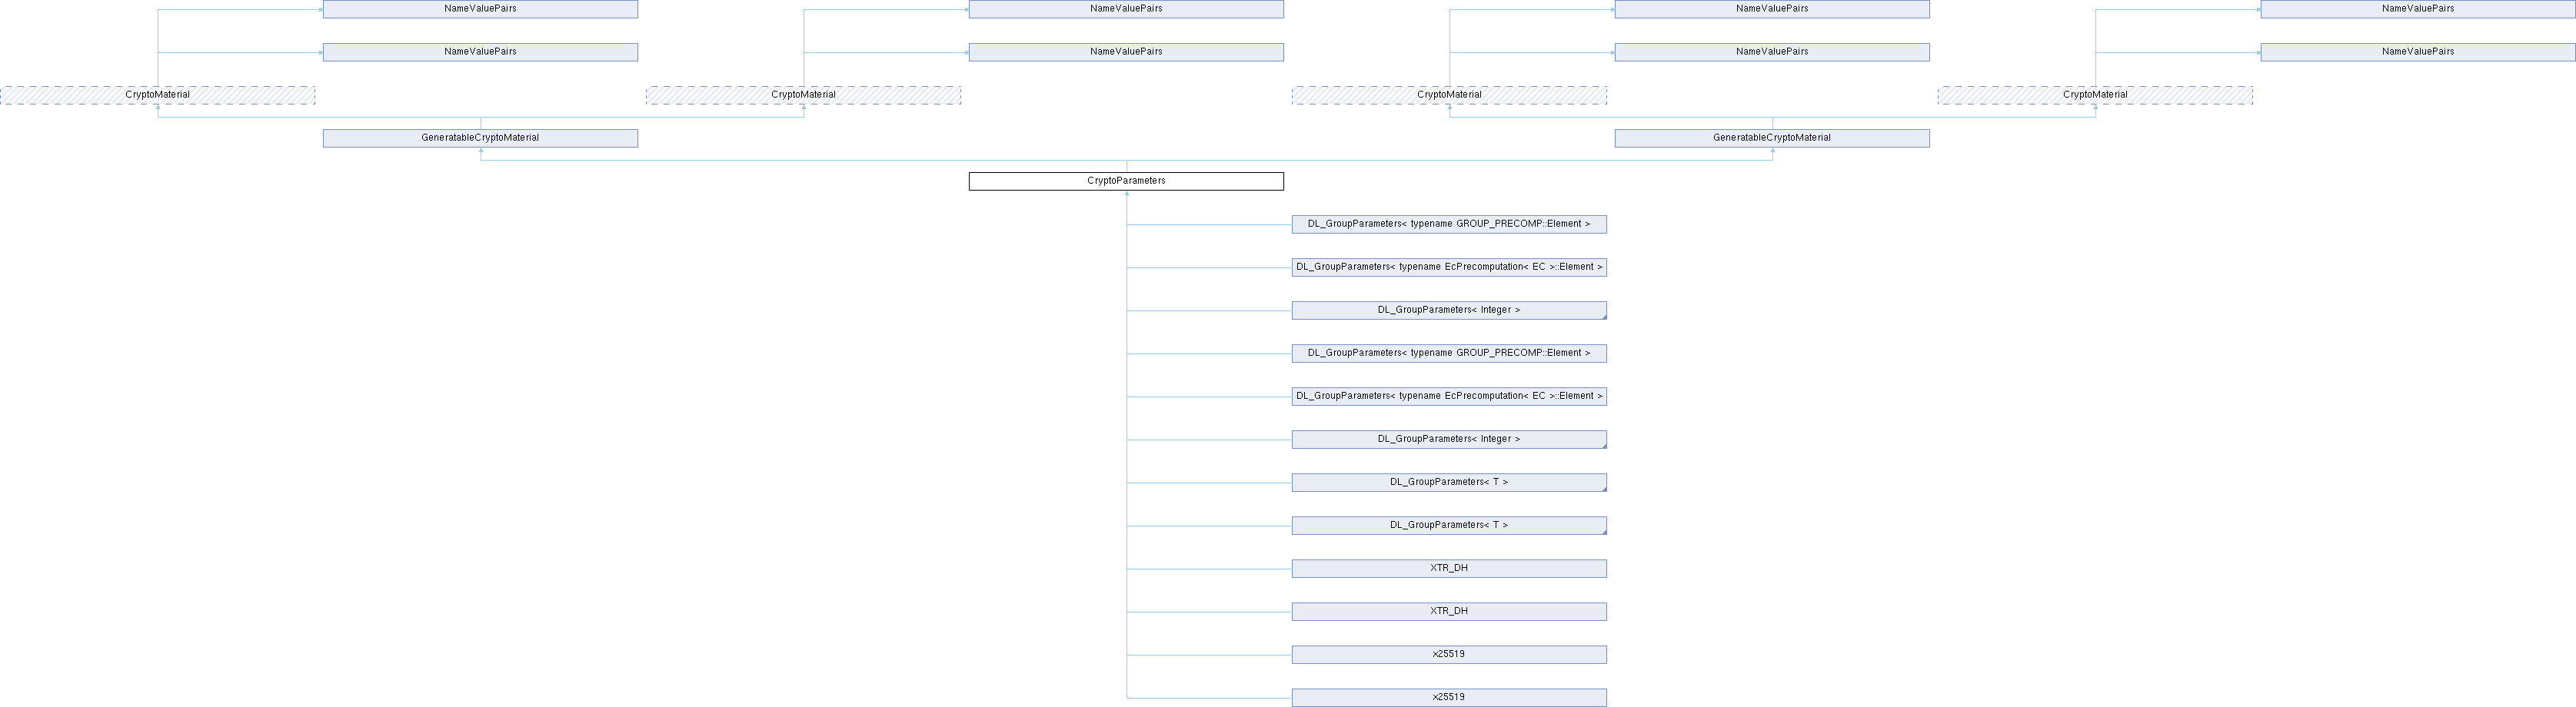 NameValuePairs
NameValuePairs
NameValuePairs
NameValuePairs
NameValuePairs
NameValuePairs
NameValuePairs
NameValuePairs
CryptoMaterial
CryptoMaterial
CryptoMaterial
CryptoMaterial
GeneratableCryptoMaterial
GeneratableCryptoMaterial
CryptoParameters
DL_GroupParameters< typename GROUP_PRECOMP::Element >
DL_GroupParameters< typename EcPrecomputation< EC >::Element >
DL_GroupParameters< Integer >
DL_GroupParameters< typename GROUP_PRECOMP::Element >
DL_GroupParameters< typename EcPrecomputation< EC >::Element >
DL_GroupParameters< Integer >
DL_GroupParameters< T >
DL_GroupParameters< T >
XTR_DH
XTR_DH
x25519
x25519